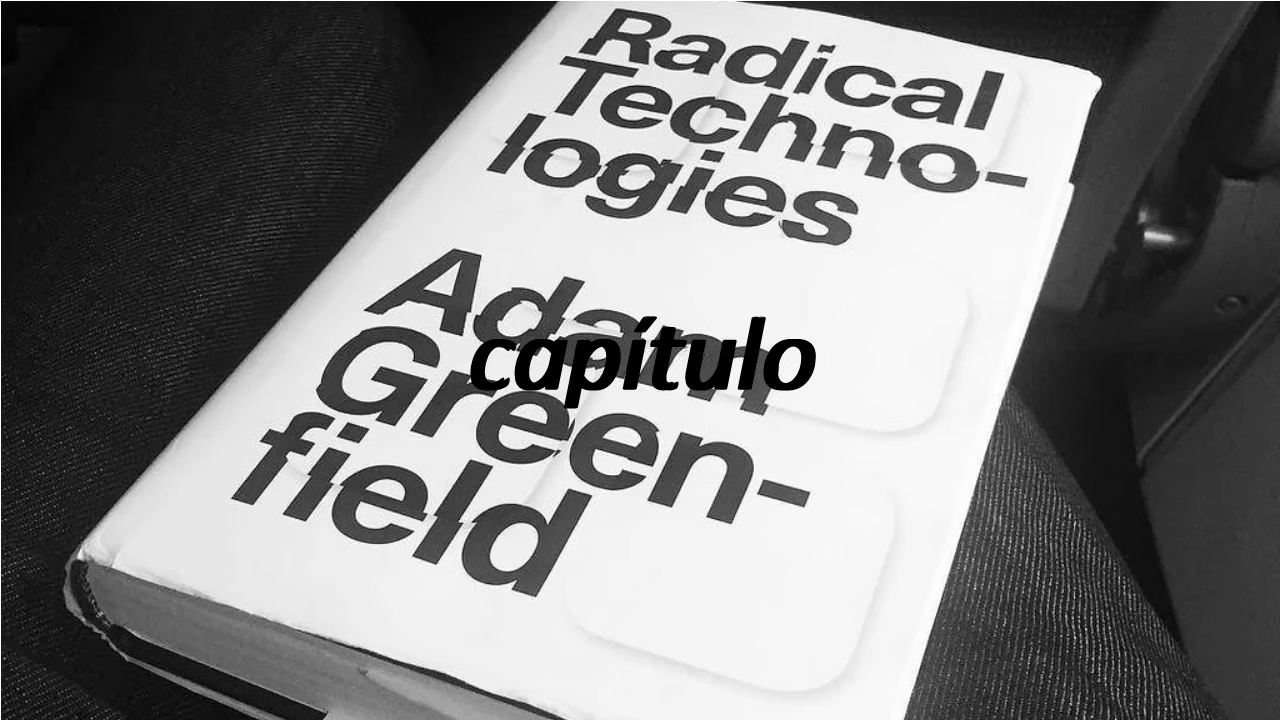 Radical
Techno-
logies
Adam
capítulo
Green-
field